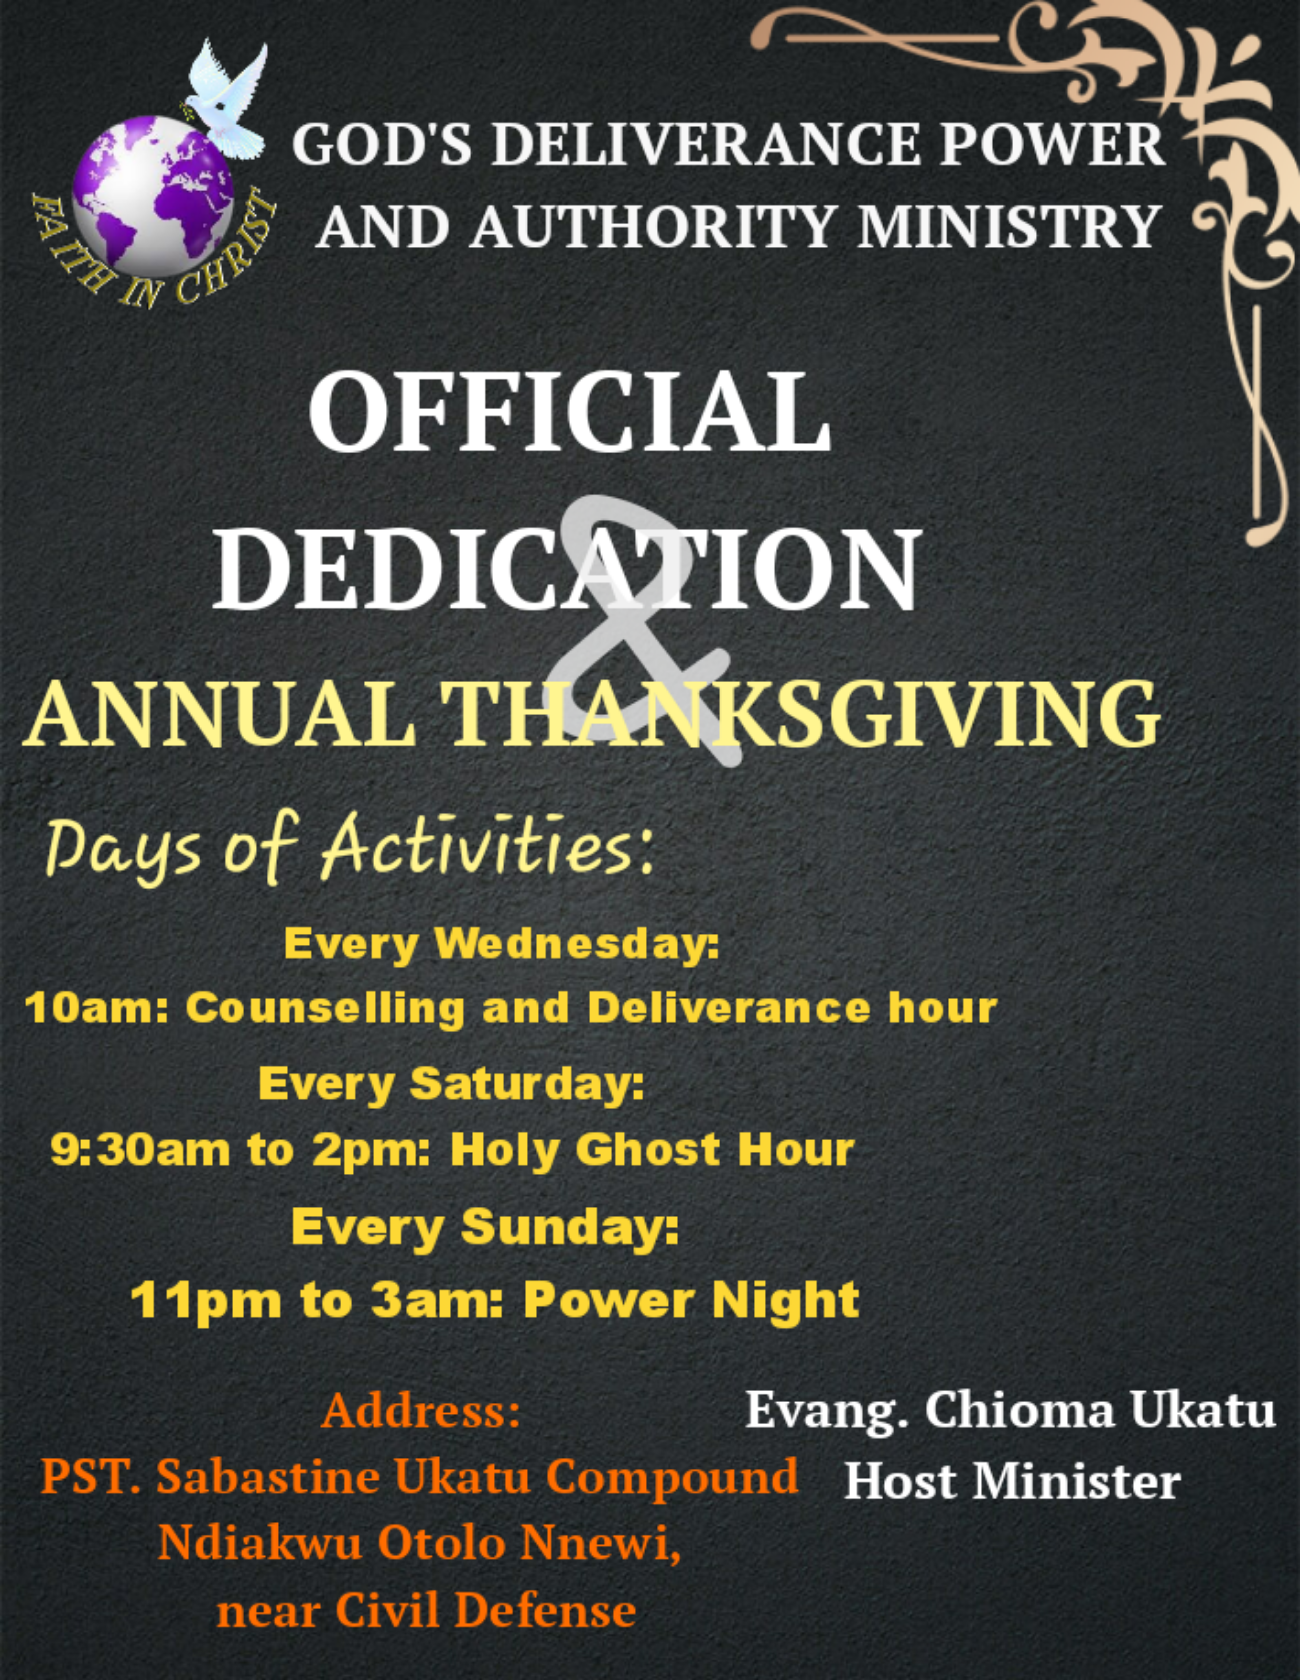 FAITH IN CHRIST
GOD'S DELIVERANCE POWER
AND AUTHORITY MINISTRY
OFFICIAL
DEDICATION
&
ANNUAL THANKSGIVING
Days of Activities:
Every Wednesday:
10am: Counselling and Deliverance hour
Every Saturday:
9:30am to 2pm: Holy Ghost Hour
Every Sunday:
11pm to 3am: Power Night
Address:
PST. Sabastine Ukatu Compound
Ndiakwu Otolo Nnewi,
near Civil Defense
Evang. Chioma Ukatu
Host Minister